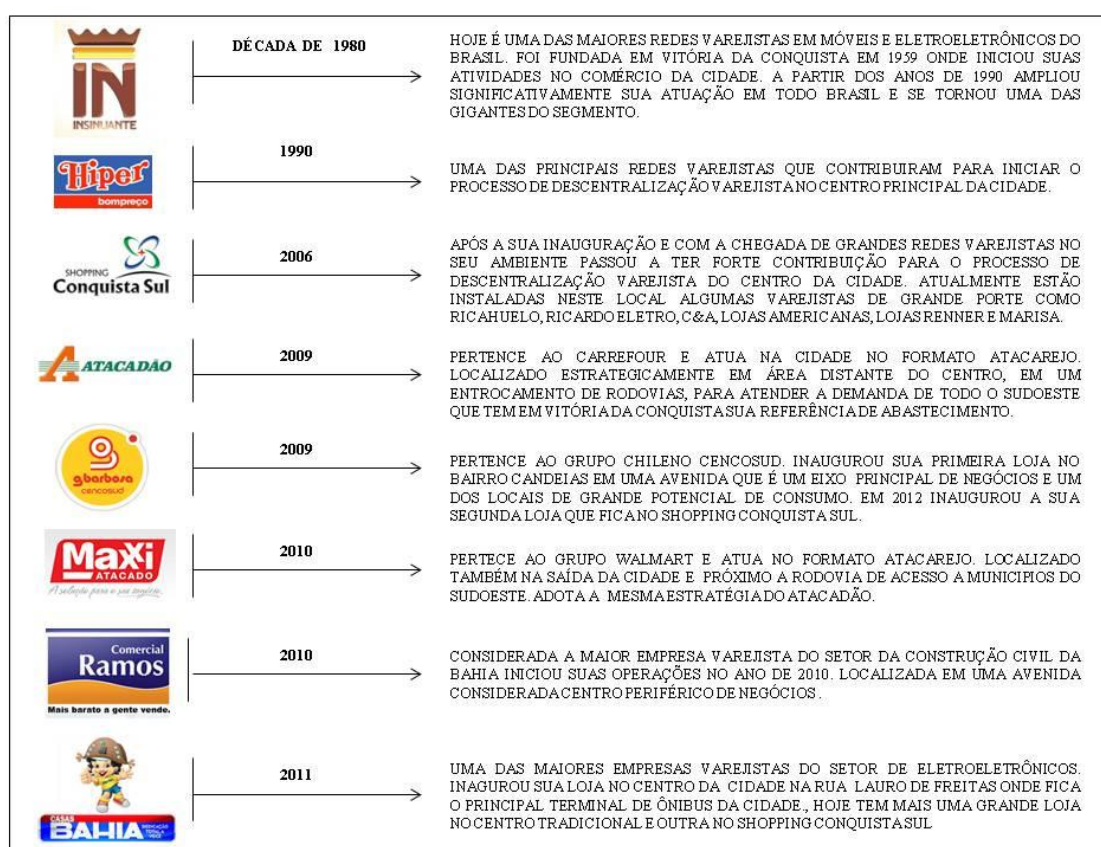 IN
INSINUANTE
DÉCADA DE 1980
HOJE É UMA DAS MAIORES REDES VAREJISTAS EM MÓVEIS E ELETROELETRÔNICOS DO
BRASIL. FOI FUNDADA EM VITÓRIA DA CONQUISTA EM 1959 ONDE INICIOU SUAS
ATIVIDADES NO COMÉRCIO DA CIDADE. A PARTIR DOS ANOS DE 1990 AMPLIOU
SIGNIFICATIVAMENTE SUA ATUAÇÃO EM TODO BRASIL E SE TORNOU UMA DAS
GIGANTES DO SEGMENTO.
Hiper
bompreço
1990
UMA DAS PRINCIPAIS REDES VAREJISTAS QUE CONTRIBUIRAM PARA INICIAR O
PROCESSO DE DESCENTRALIZAÇÃO VAREJISTA NO CENTRO PRINCIPAL DA CIDADE.
SHOPPING
Conquista Sul
2006
APÓS A SUA INAUGURAÇÃO E COM A CHEGADA DE GRANDES REDES VAREJISTAS NO
SEU AMBIENTE PASSOU A TER FORTE CONTRIBUIÇÃO PARA O PROCESSO DE
DESCENTRALIZAÇÃO VAREJISTA DO CENTRO DA CIDADE. ATUALMENTE ESTÃO
INSTALADAS NESTE LOCAL ALGUMAS VAREJISTAS DE GRANDE PORTE COMO
RICAHUELO, RICARDO ELETRO, C&A, LOJAS AMERICANAS, LOJAS RENNER E MARISA.
ATACADÃO
2009
PERTENCE AO CARREFOUR E ATUA NA CIDADE NO FORMATO ATACAREJO.
LOCALIZADO ESTRATEGICAMENTE EM ÁREA DISTANTE DO CENTRO, EM UM
ENTROCAMENTO DE RODOVIAS, PARA ATENDER A DEMANDA DE TODO O SUDOESTE
QUE TEM EM VITÓRIA DA CONQUISTA SUA REFERÊNCIA DE ABASTECIMENTO.
g
gbarbosa
cencosud
2009
PERTENCE AO GRUPO CHILENO CENCOSUD. INAUGUROU SUA PRIMEIRA LOJA NO
BAIRRO CANDEIAS EM UMA AVENIDA QUE É UM EIXO PRINCIPAL DE NEGÓCIOS E UM
DOS LOCAIS DE GRANDE POTENCIAL DE CONSUMO. EM 2012 INAUGUROU A SUA
SEGUNDA LOJA QUE FICA NO SHOPPING CONQUISTA SUL.
Maxxi
ATACADO
A solução para o seu negócio.
2010
PERTECE AO GRUPO WALMART E ATUA NO FORMATO ATACAREJO. LOCALIZADO
TAMBÉM NA SAÍDA DA CIDADE E PRÓXIMO A RODOVIA DE ACESSO A MUNICIPIOS DO
SUDOESTE. ADOTA A MESMA ESTRATÉGIA DO ATACADÃO.
Comercial
Ramos
Mais barato a gente vende.
2010
CONSIDERADA A MAIOR EMPRESA VAREJISTA DO SETOR DA CONSTRUÇÃO CIVIL DA
BAHIA INICIOU SUAS OPERAÇÕES NO ANO DE 2010. LOCALIZADA EM UMA AVENIDA
CONSIDERADA CENTRO PERIFÉRICO DE NEGÓCIOS .
CASAS
BAHIA
2011
UMA DAS MAIORES EMPRESAS VAREJISTAS DO SETOR DE ELETROELETRÔNICOS.
INAGUROU SUA LOJA NO CENTRO DA CIDADE NA RUA LAURO DE FREITAS ONDE FICA
O PRINCIPAL TERMINAL DE ÔNIBUS DA CIDADE., HOJE TEM MAIS UMA GRANDE LOJA
NO CENTRO TRADICIONAL E OUTRA NO SHOPPING CONQUISTA SUL